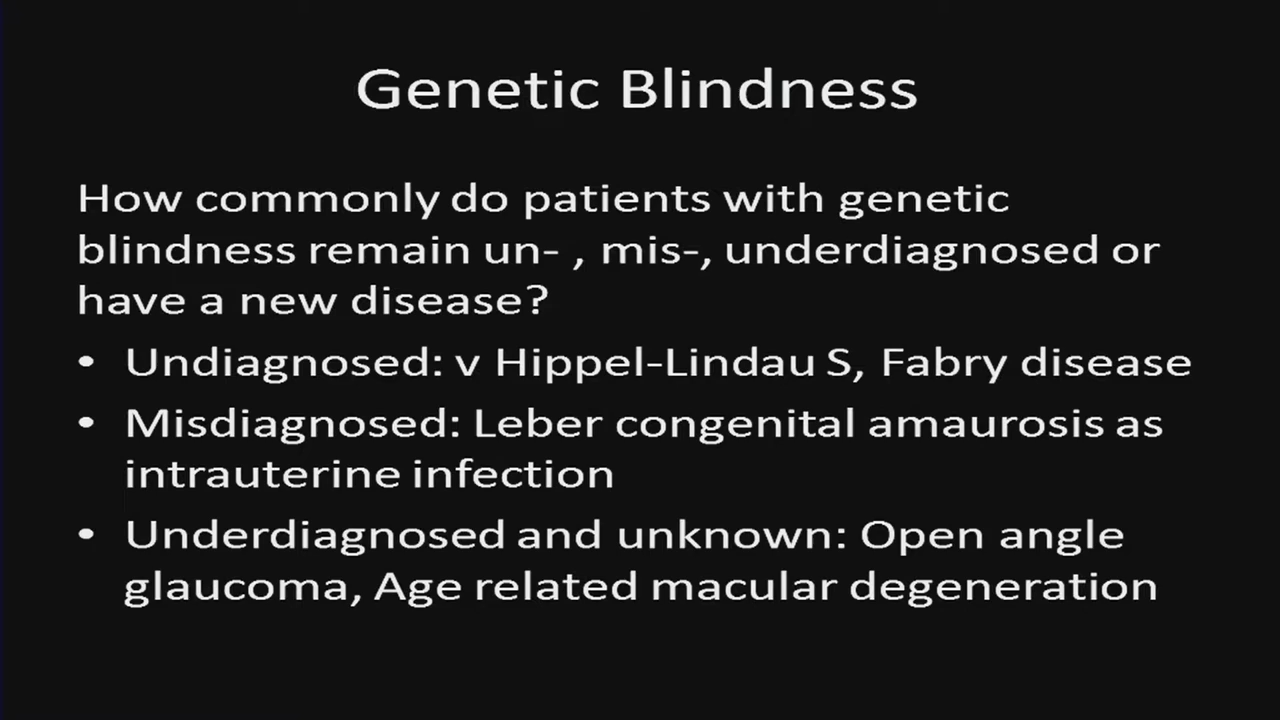 Genetic Blindness
How commonly do patients with genetic
blindness remain un- , mis-, underdiagnosed or
have a new disease?
• Undiagnosed: v Hippel-Lindau S, Fabry disease
• Misdiagnosed: Leber congenital amaurosis as
intrauterine infection
• Underdiagnosed and unknown: Open angle
glaucoma, Age related macular degeneration